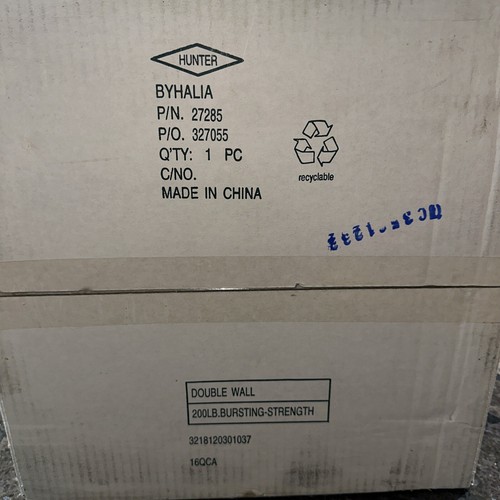 HUNTER
BYHALIA
P/N. 27285
P/O. 327055
Q'TY: 1 PC
C/NO.
MADE IN CHINA
recyclable
DOUBLE WALL
200LB.BURSTING-STRENGTH
3218120301037
16QCA